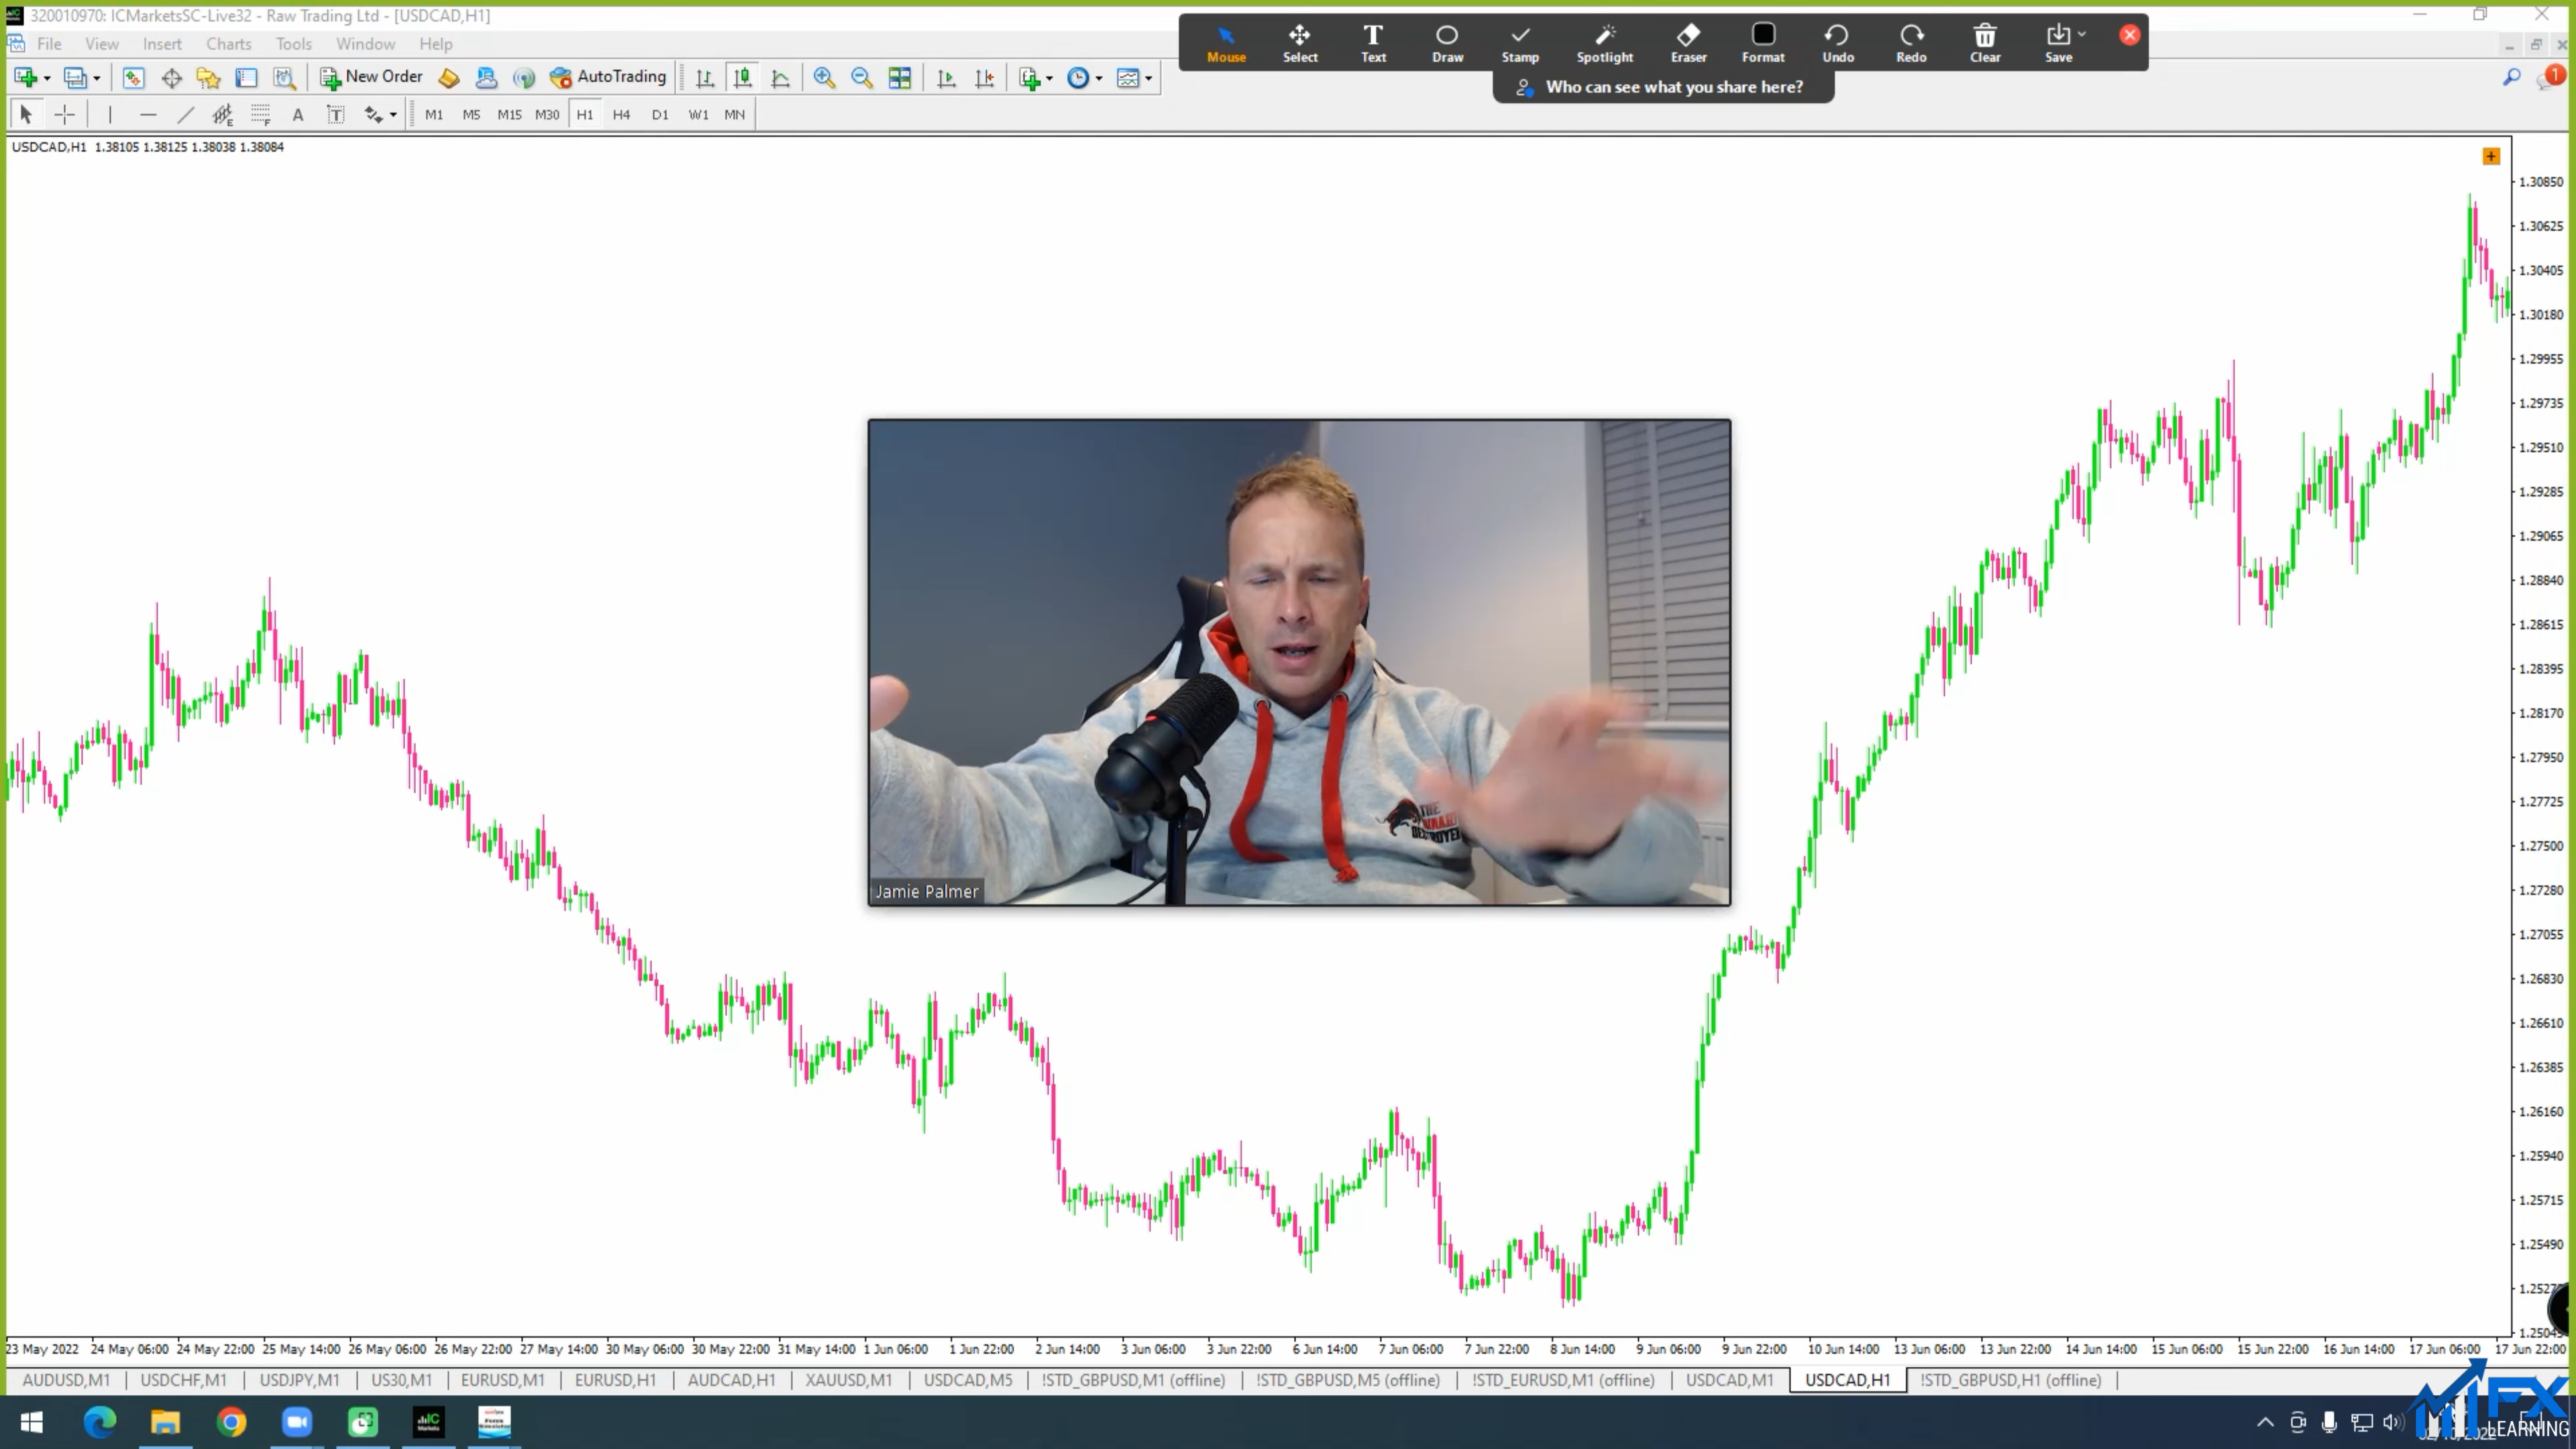 320010970: ICMarketsSC-Live32 - Raw Trading Ltd - [USDCAD,H1]
File View Insert Charts Tools Window Help
Mouse Select Text Draw Stamp Spotlight Eraser Format Undo Redo Clear Save
Who can see what you share here?
New Order AutoTrading
1
M1 M5 M15 M30 H1 H4 D1 W1 MN
USDCAD,H1 1.38105 1.38125 1.38038 1.38084
1.30850
1.30625
1.30405
1.30180
1.29955
1.29735
1.29510
1.29285
1.29065
1.28840
1.28615
1.28395
1.28170
1.27950
1.27725
1.27500
1.27280
1.27055
1.26830
1.26610
1.26385
1.26160
1.25940
1.25715
1.25490
THE
Jamie Palmer
23 May 2022 24 May 06:00 24 May 22:00 25 May 14:00 26 May 06:00 26 May 22:00 27 May 14:00 30 May 06:00 30 May 22:00 31 May 14:00 1 Jun 06:00 1 Jun 22:00 2 Jun 14:00 3 Jun 06:00 3 Jun 22:00 6 Jun 14:00 7 Jun 06:00 7 Jun 22:00 8 Jun 14:00 9 Jun 06:00 9 Jun 22:00 10 Jun 14:00 13 Jun 06:00 13 Jun 22:00 14 Jun 14:00 15 Jun 06:00 15 Jun 22:00 16 Jun 14:00 17 Jun 06:00 17 Jun 22:00
AUDUSD,M1 USDCHF,M1 USDJPY,M1 US30,M1 EURUSD,M1 EURUSD,H1 AUDCAD,H1 XAUUSD,M1 USDCAD,M5 !STD_GBPUSD,M1 (offline) !STD_GBPUSD,M5 (offline) !STD_EURUSD,M1 (offline) USDCAD,M1 USDCAD,H1 !STD_GBPUSD,H1 (offline)
IC
Markets
FX
LEARNING